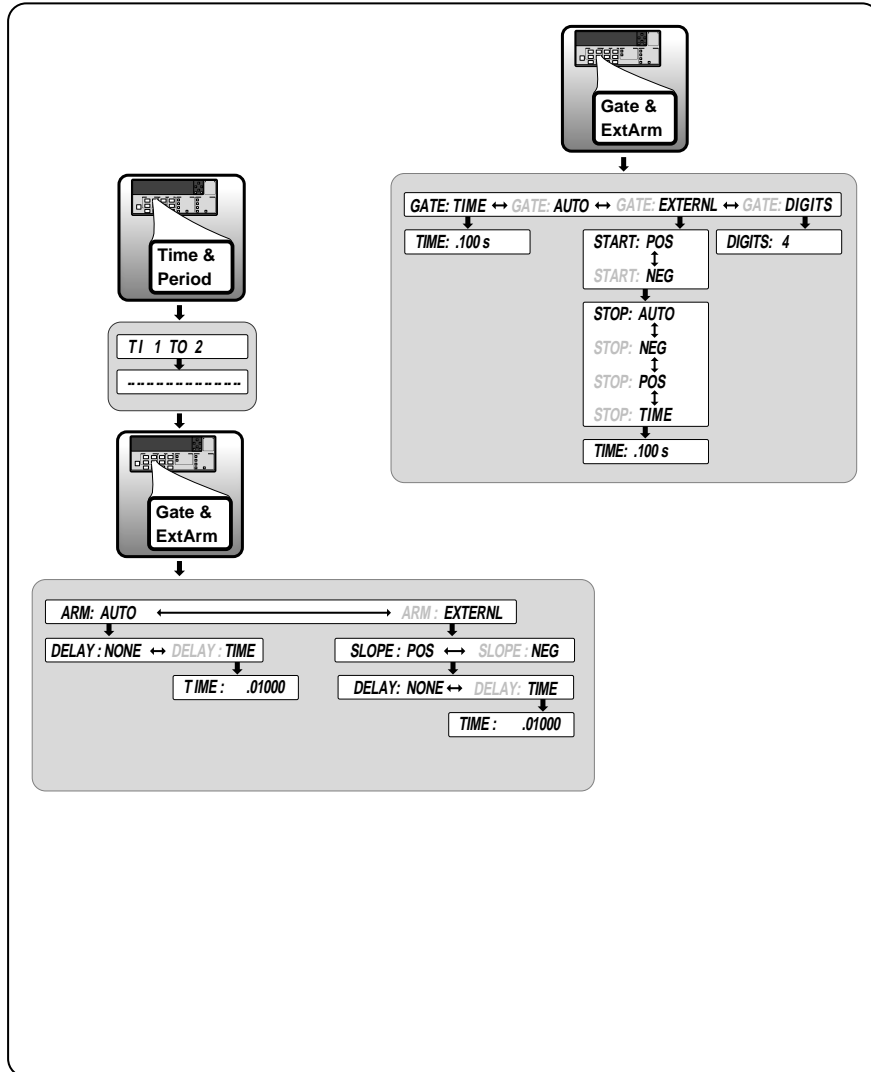 Gate &
ExtArm
GATE: TIME ↔ GATE: AUTO ↔ GATE: EXTERNL ↔ GATE: DIGITS
TIME: .100 s
START: POS
START: NEG
DIGITS: 4
STOP: AUTO
STOP: NEG
STOP: POS
STOP: TIME
TIME: .100 s
Time &
Period
TI 1 TO 2
-------------
Gate &
ExtArm
ARM: AUTO ↔ ARM : EXTERNL
DELAY : NONE ↔ DELAY : TIME
TIME : .01000
SLOPE : POS ↔ SLOPE : NEG
DELAY: NONE ↔ DELAY: TIME
TIME : .01000